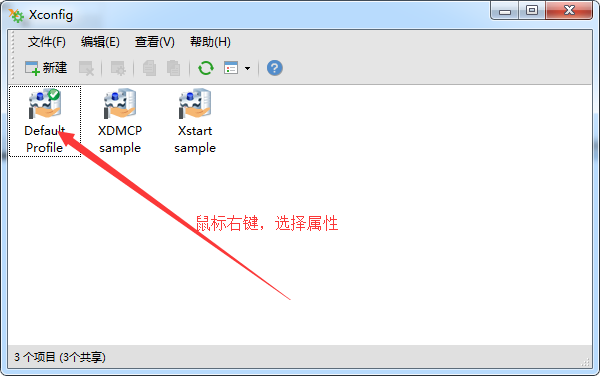 Xconfig
文件(F) 编辑(E) 查看(V) 帮助(H)
新建
Default Profile
XDMCP sample
Xstart sample
鼠标右键，选择属性
3 个项目 (3个共享)